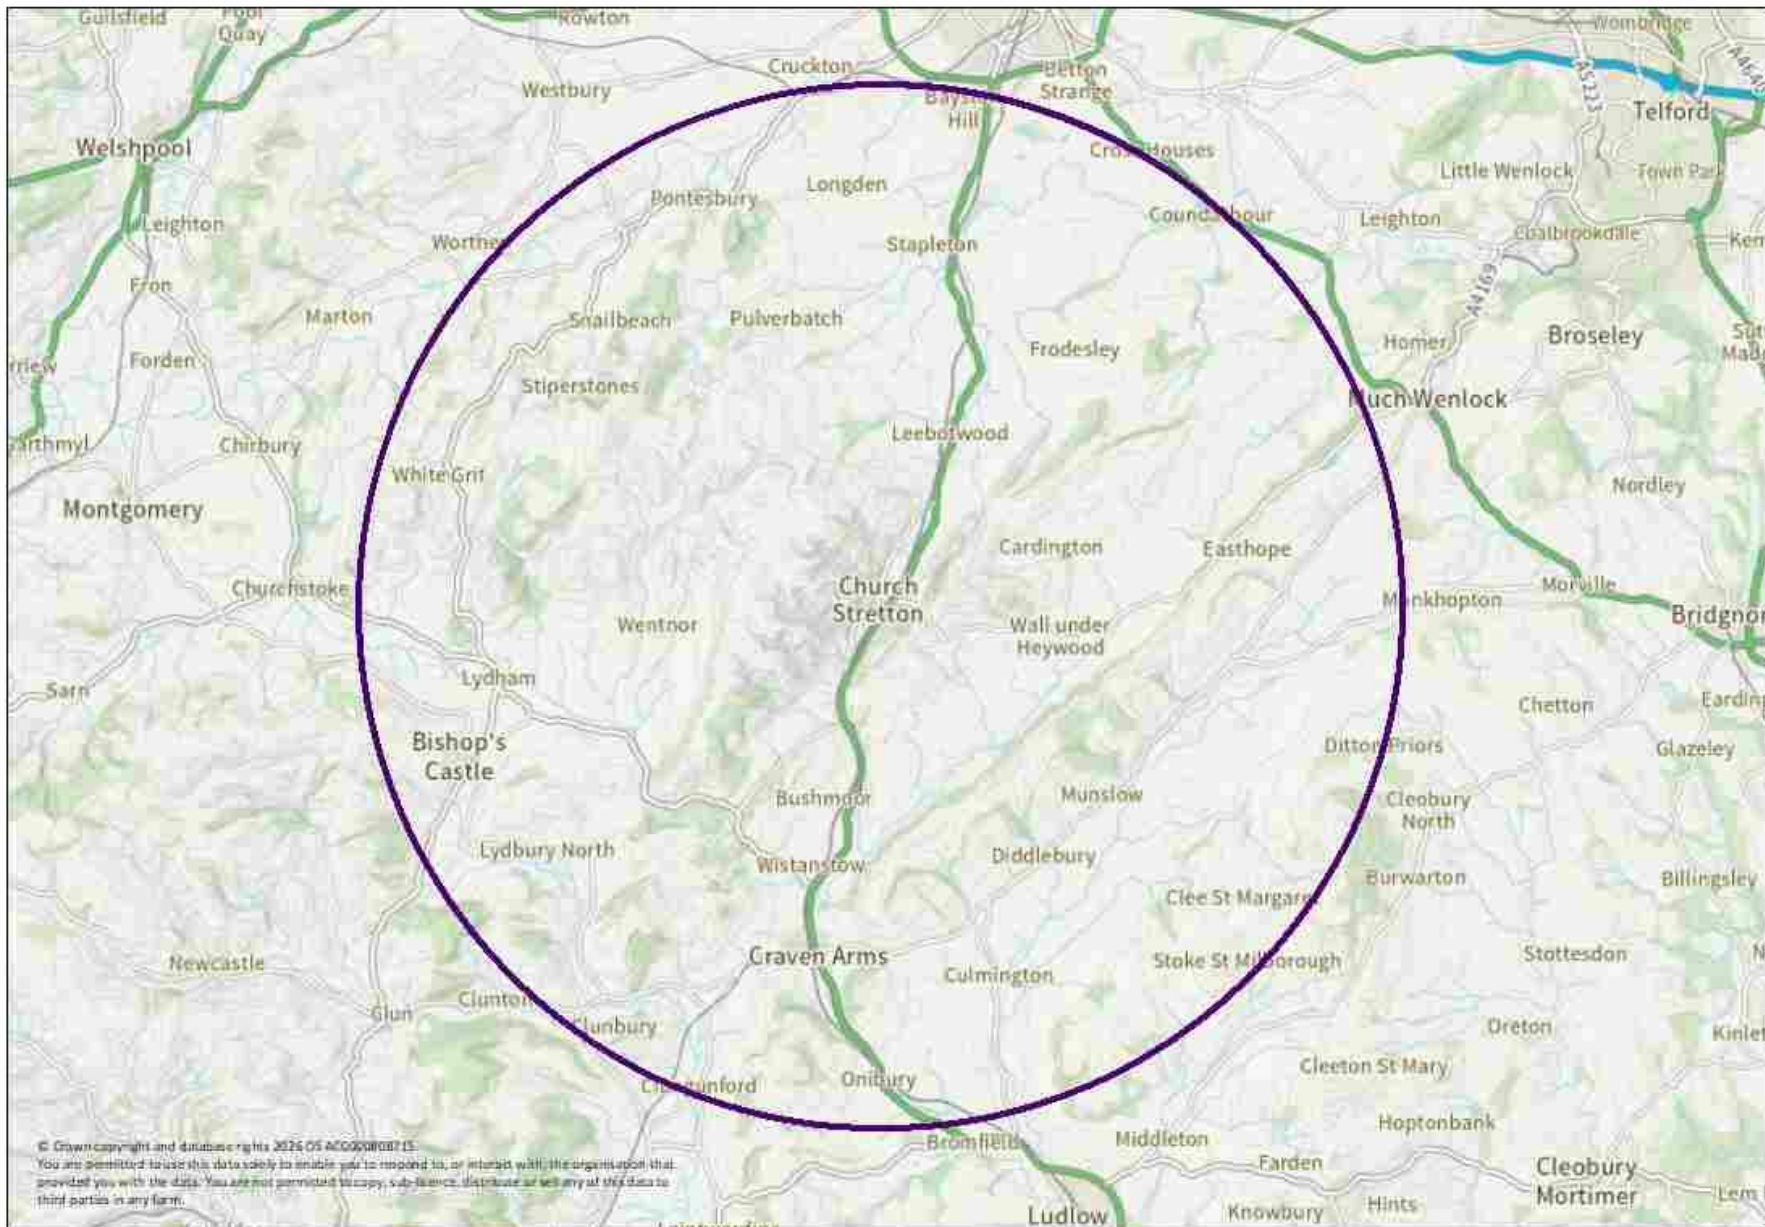 Guilsfield
Pool
Quay
Rowton
Wombridge
Cruckton
Betton
Strange
Westbury
A5223
A4640
Telford
Hill
Welshpool
Cross Houses
Little Wenlock
Town Park
Longden
Pontesbury
Leighton
Leighton
Stapleton
Coalbrookdale
Worthen
Fron
A4169
Marton
Snailbeach
Pulverbatch
Homer
Broseley
Forden
Frodesley
Stiperstones
Much Wenlock
Leebotwood
Chirbury
White Grit
Nordley
Montgomery
Cardington
Easthope
Churchstoke
Church
Stretton
Morville
Monkhopton
Wentnor
Wall under
Heywood
Lydham
Sarn
Chetton
Bishop's
Castle
Ditton Priors
Glazeley
Bushmoor
Munslow
Cleobury
North
Lydbury North
Wistanstow
Diddlebury
Burwarton
Billingsley
Clee St Margaret
Craven Arms
Newcastle
Culmington
Stoke St Milborough
Stottesdon
Clunton
Clun
Clunbury
Oreton
Onibury
Cleeton St Mary
Clungunford
Hoptonbank
Bromfield
Middleton
Farden
Cleobury
Mortimer
Hints
Knowbury
Ludlow
© Crown copyright and database rights 2026 OS
You are permitted to use this data solely to enable you to respond to, or interact with, the organisation that
provided you with the data. You are not permitted to copy, sub-licence, distribute or sell any of this data to
third parties in any form.